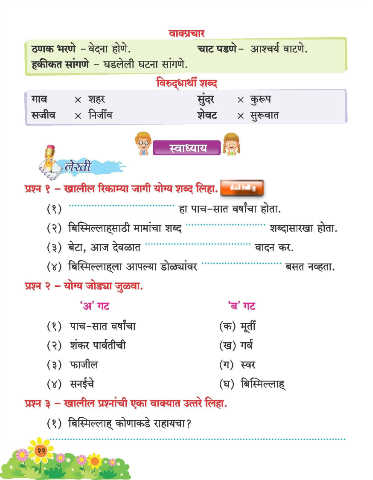 वाक्प्रचार
ठणक भरणे – वेदना होणे. चाट पडणे – आश्चर्य वाटणे.
हकीकत सांगणे – घडलेली घटना सांगणे.
विरुद्धार्थी शब्द
गाव × शहर सुंदर × कुरूप
सजीव × निर्जीव शेवट × सुरुवात
स्वाध्याय
लेखी
प्रश्न १ – खालील रिकाम्या जागी योग्य शब्द लिहा.
(१) .............................. हा पाच-सात वर्षांचा होता.
(२) बिस्मिल्लाहसाठी मामांचा शब्द .............................. शब्दासारखा होता.
(३) बेटा, आज देवळात .............................. वादन कर.
(४) बिस्मिल्लाहला आपल्या डोळ्यांवर .............................. बसत नव्हता.
प्रश्न २ – योग्य जोड्या जुळवा.
‘अ’ गट ‘ब’ गट
(१) पाच-सात वर्षांचा (क) मूर्ती
(२) शंकर पार्वतीची (ख) गर्व
(३) फाजील (ग) स्वर
(४) सनईचे (घ) बिस्मिल्लाह
प्रश्न ३ – खालील प्रश्नांची एका वाक्यात उत्तरे लिहा.
(१) बिस्मिल्लाह कोणाकडे राहायचा?